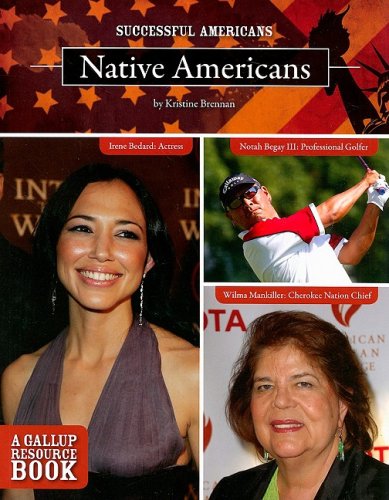 SUCCESSFUL AMERICANS
Native Americans
by Kristine Brennan
Irene Bedard: Actress
Notah Begay III: Professional Golfer
Wilma Mankiller: Cherokee Nation Chief
A GALLUP
RESOURCE
BOOK